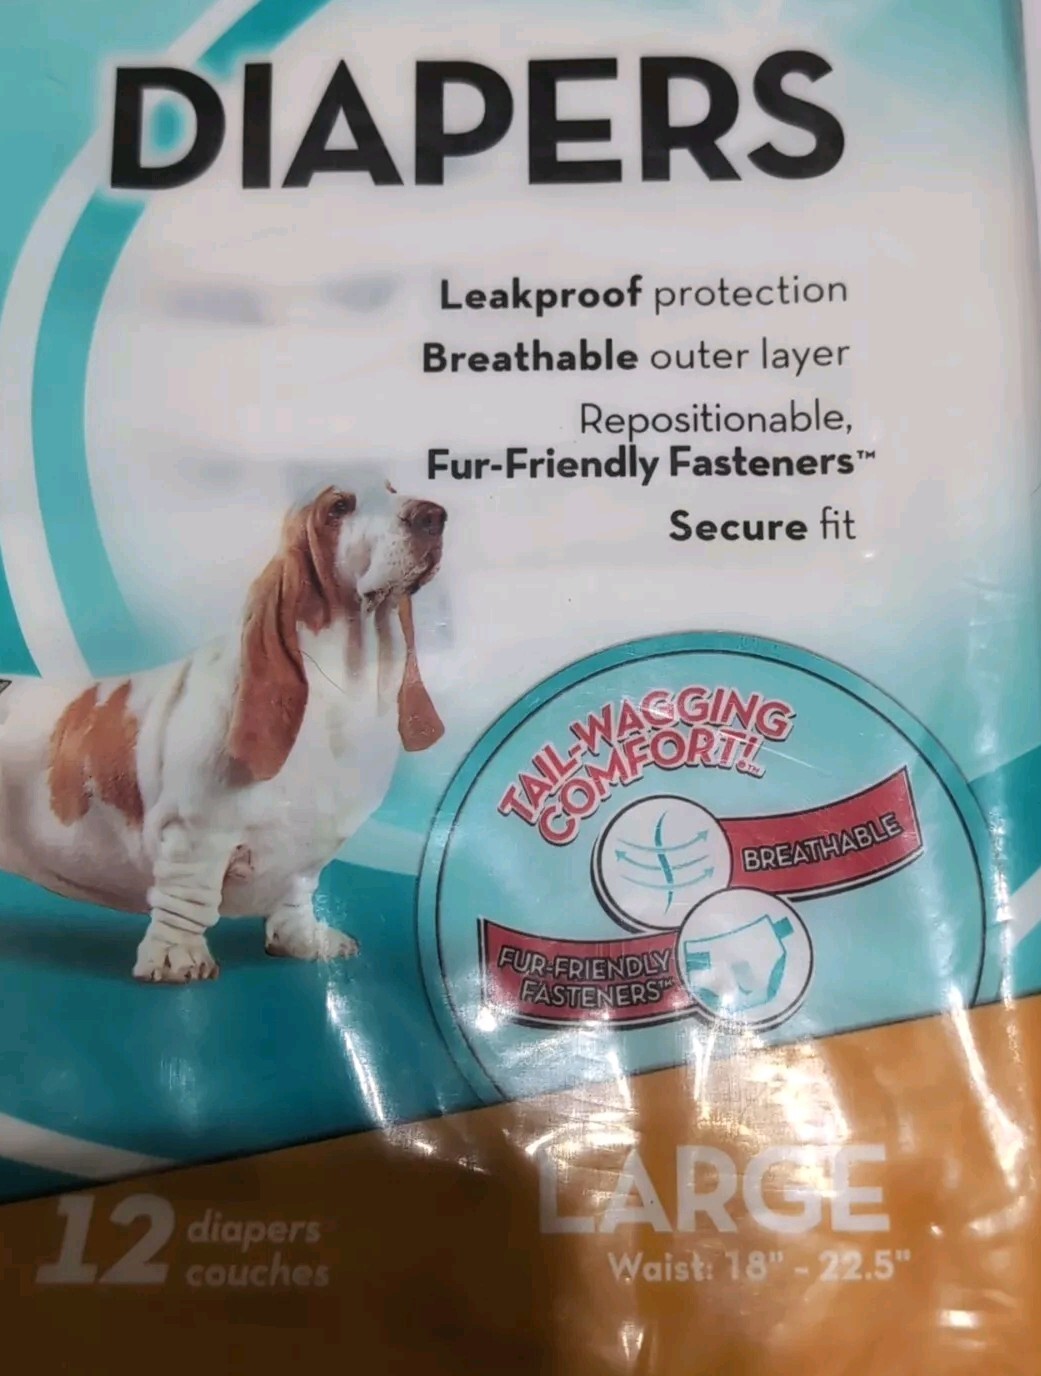 DIAPERS
Leakproof protection
Breathable outer layer
Repositionable,
Fur-Friendly Fasteners™
Secure fit
TAIL-WAGGING
COMFORT!™
BREATHABLE
FUR-FRIENDLY
FASTENERS™
LARGE
Waist: 18" - 22.5"
12 diapers
couches